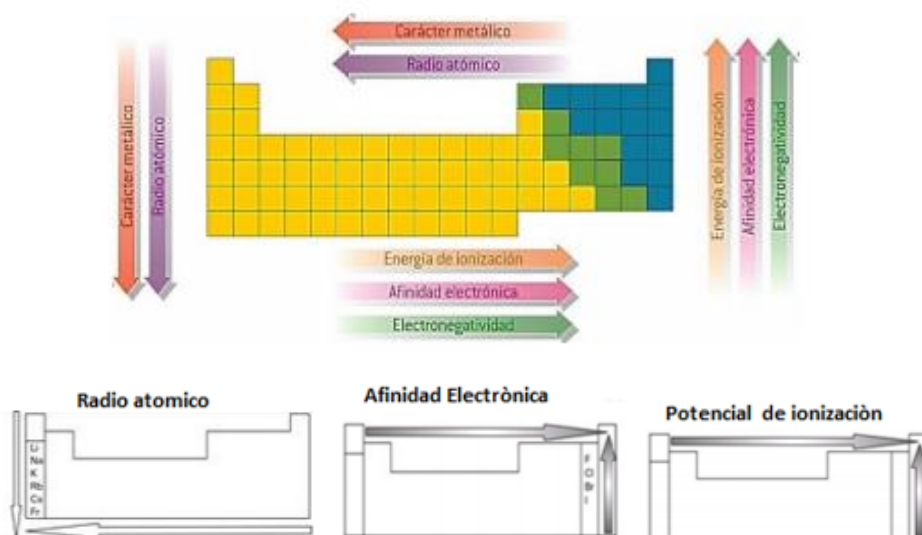 Carácter metálico
Radio atómico
Carácter metálico
Radio atómico
Energía de ionización
Afinidad electrónica
Electronegatividad
Energía de ionización
Afinidad electrónica
Electronegatividad
Radio atomico
Afinidad Electrònica
Potencial de ionizaciòn
Li
Na
K
Rb
Cs
Fr
F
O
Br
I